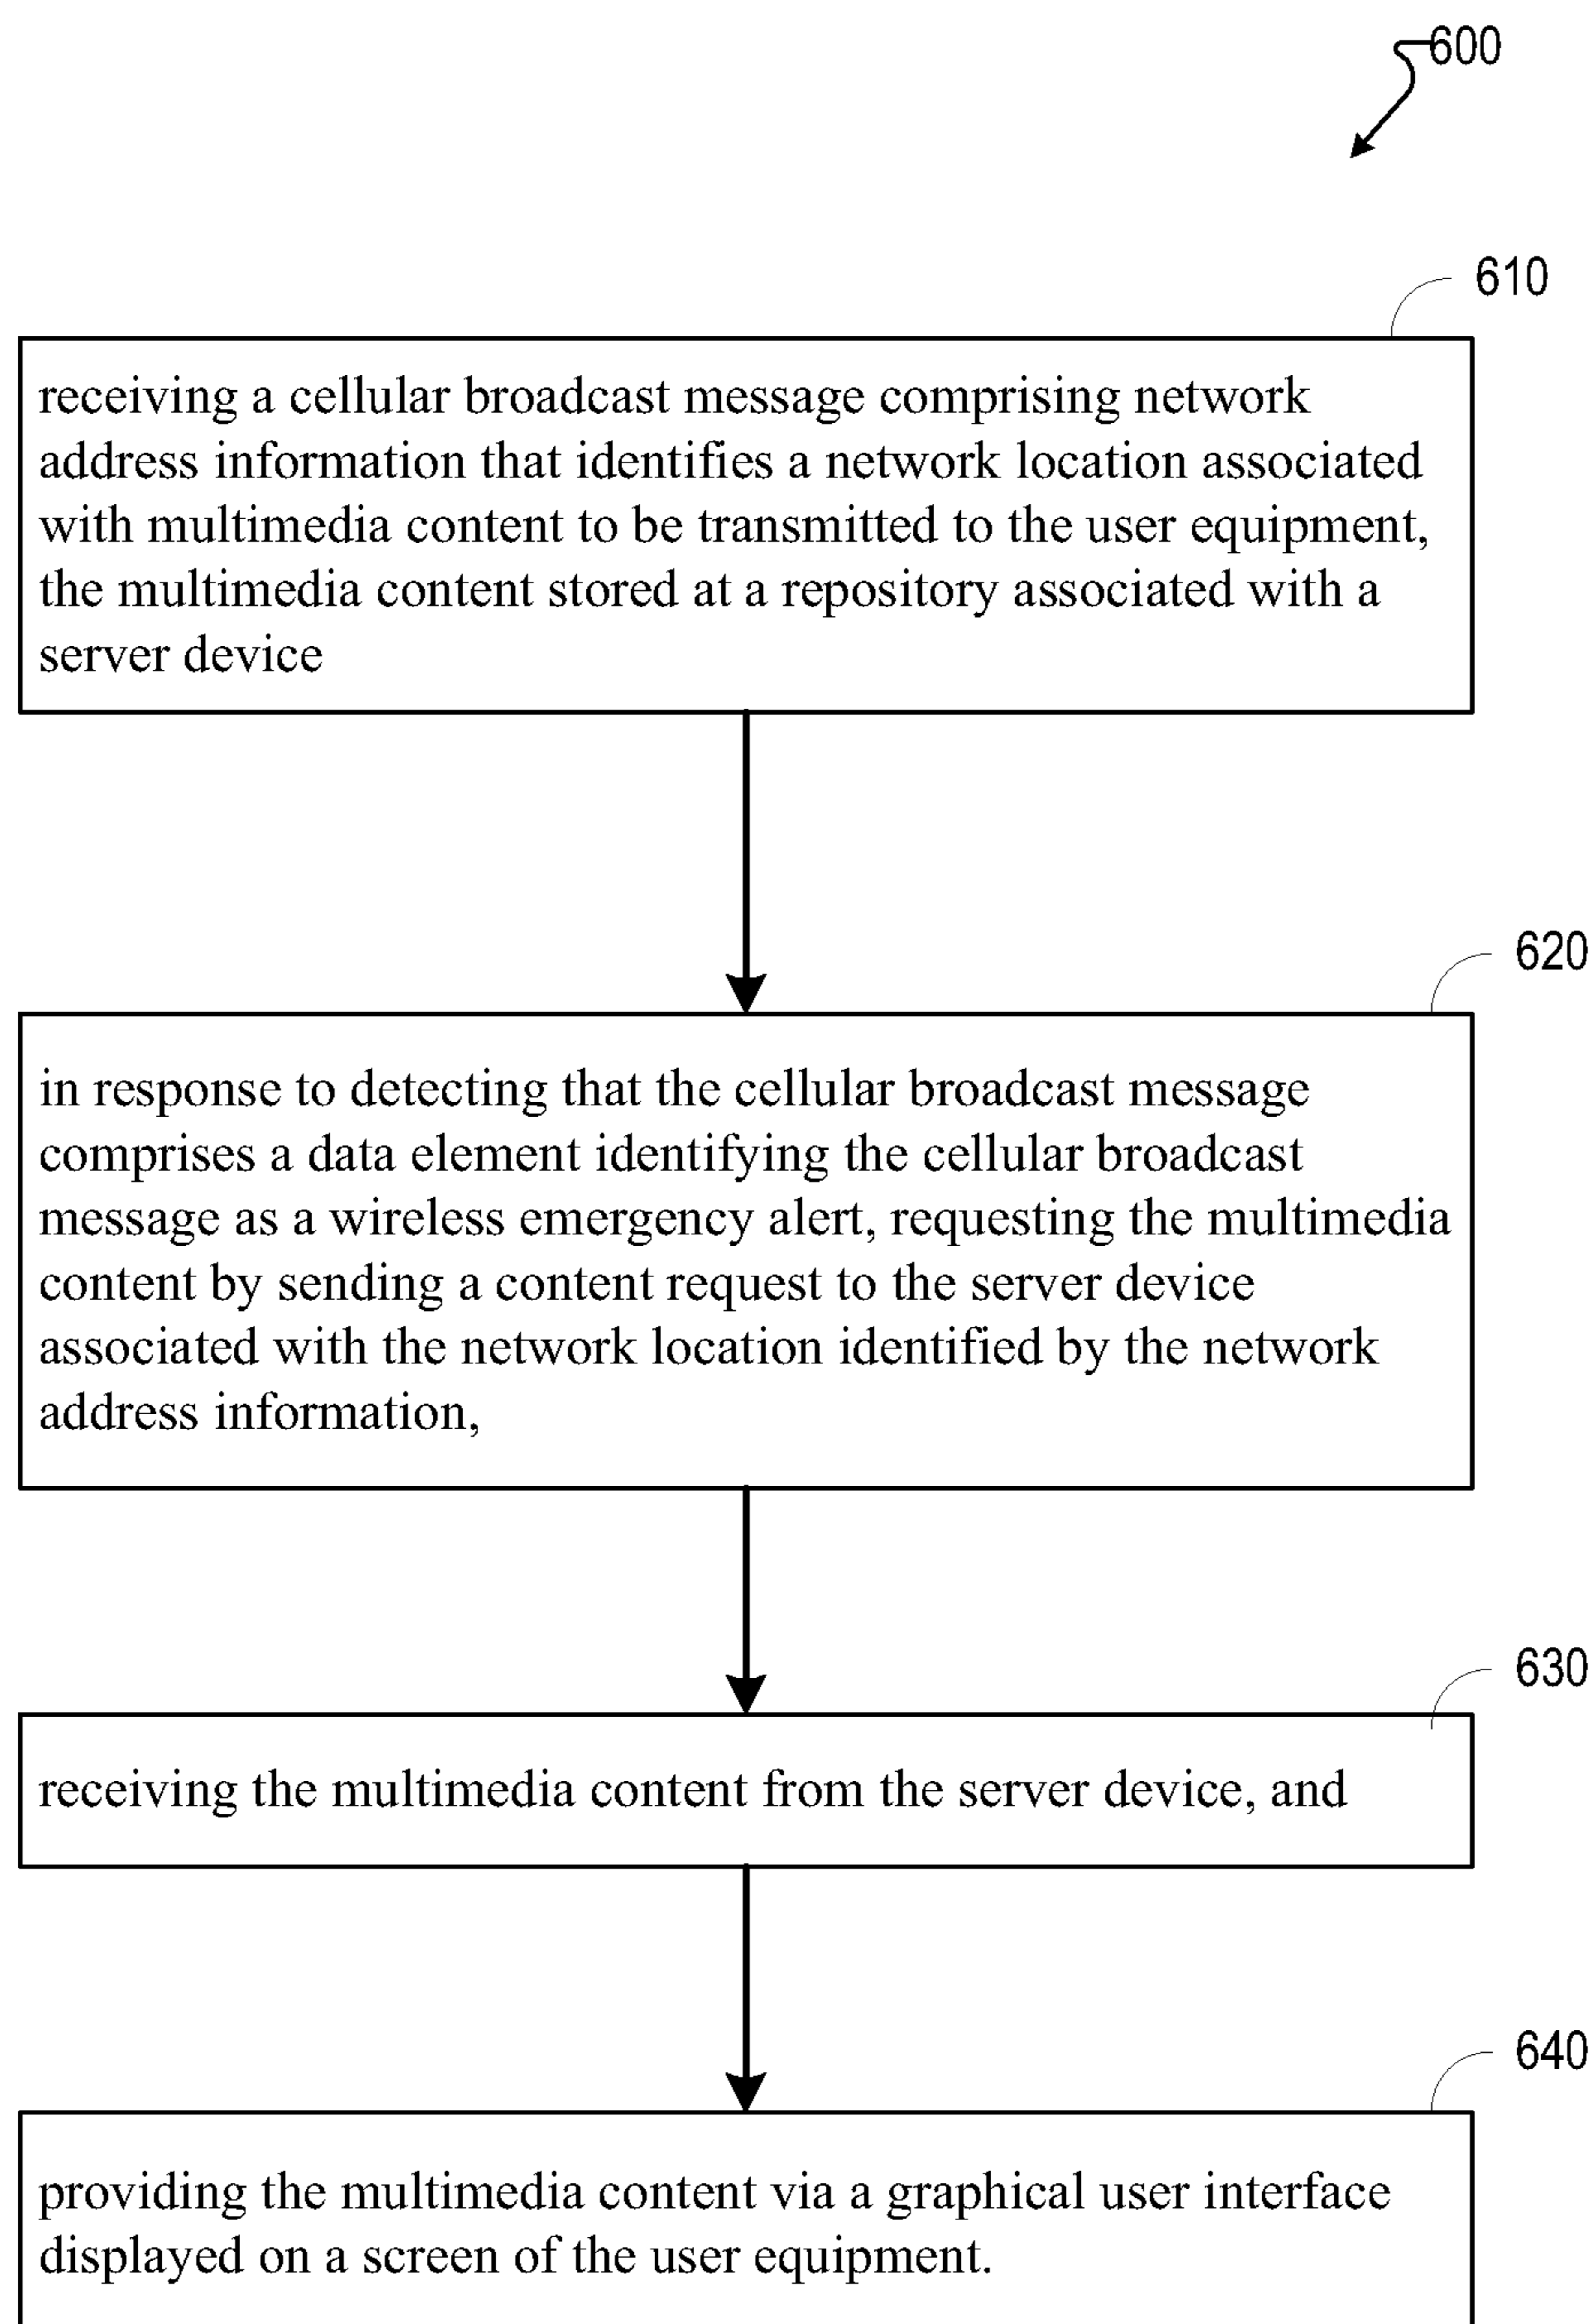 600
610
receiving a cellular broadcast message comprising network
address information that identifies a network location associated
with multimedia content to be transmitted to the user equipment,
the multimedia content stored at a repository associated with a
server device
620
in response to detecting that the cellular broadcast message
comprises a data element identifying the cellular broadcast
message as a wireless emergency alert, requesting the multimedia
content by sending a content request to the server device
associated with the network location identified by the network
address information,
630
receiving the multimedia content from the server device, and
640
providing the multimedia content via a graphical user interface
displayed on a screen of the user equipment.